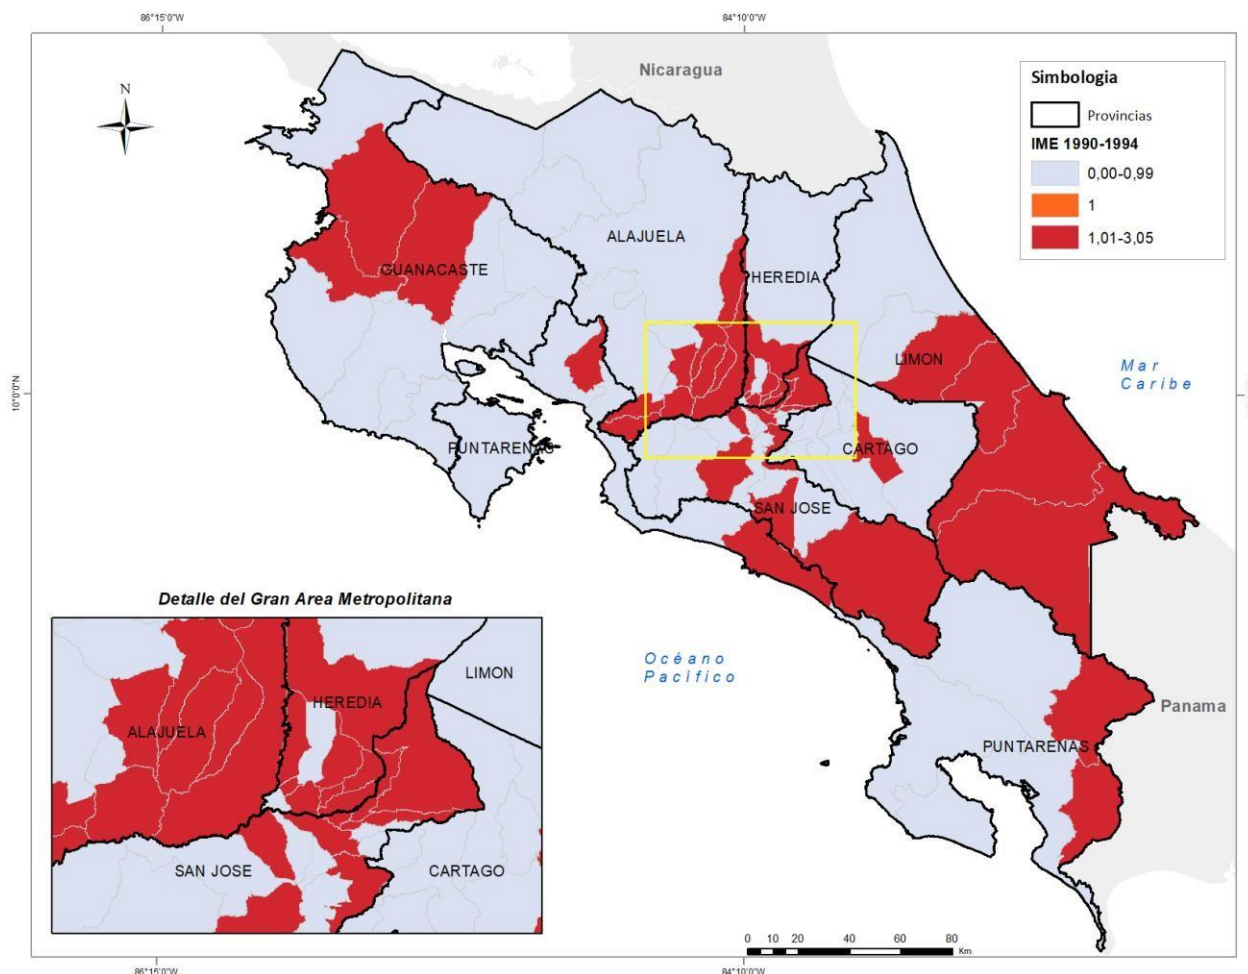 86°15'0"W
84°10'0"W
Nicaragua
N
Simbologia
Provincias
IME 1990-1994
0,00-0,99
1
1,01-3,05
ALAJUELA
GUANACASTE
HEREDIA
LIMON
Mar
Caribe
10°0'0"N
PUNTARENAS
CARTAGO
SAN JOSE
Detalle del Gran Area Metropolitana
LIMON
HEREDIA
ALAJUELA
SAN JOSE
CARTAGO
Océano
Pacífico
Panama
PUNTARENAS
0 10 20 40 60 80
Km
86°15'0"W
84°10'0"W